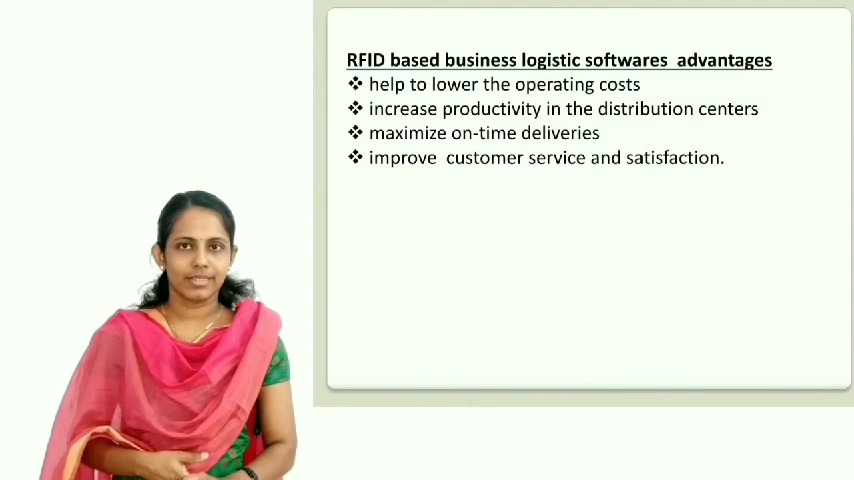 RFID based business logistic softwares  advantages
❖ help to lower the operating costs
❖ increase productivity in the distribution centers
❖ maximize on-time deliveries
❖ improve  customer service and satisfaction.